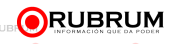 RUBRUM
INFORMACIÓN QUE DA PODER